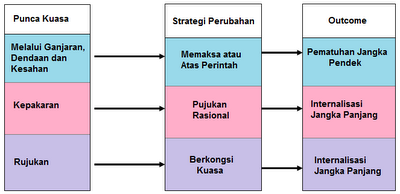 Punca Kuasa
Strategi Perubahan
Outcome
Melalui Ganjaran,
Dendaan dan
Kesahan
Memaksa atau
Atas Perintah
Pematuhan Jangka
Pendek
Kepakaran
Pujukan
Rasional
Internalisasi
Jangka Panjang
Rujukan
Berkongsi
Kuasa
Internalisasi
Jangka Panjang